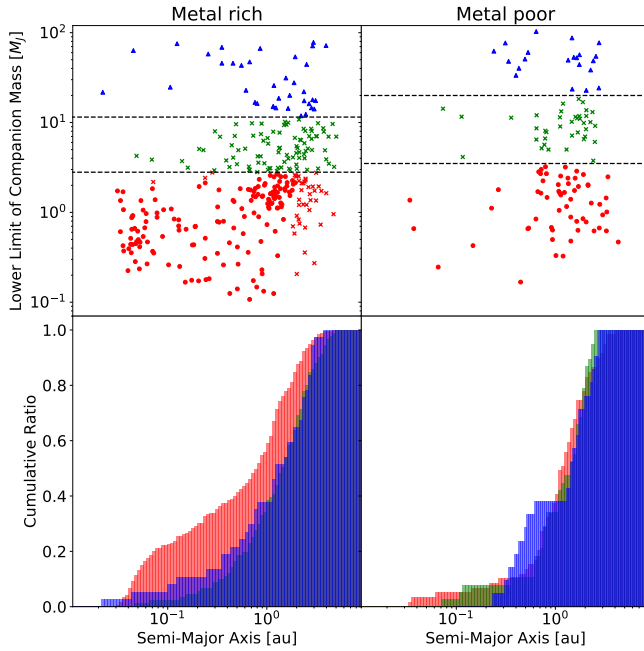 Metal rich
Metal poor
Lower Limit of Companion Mass [M_J]
10²
10¹
10⁰
10⁻¹
Cumulative Ratio
1.0
0.8
0.6
0.4
0.2
0.0
10⁻¹ 10⁰
10⁻¹ 10⁰
Semi-Major Axis [au]
Semi-Major Axis [au]